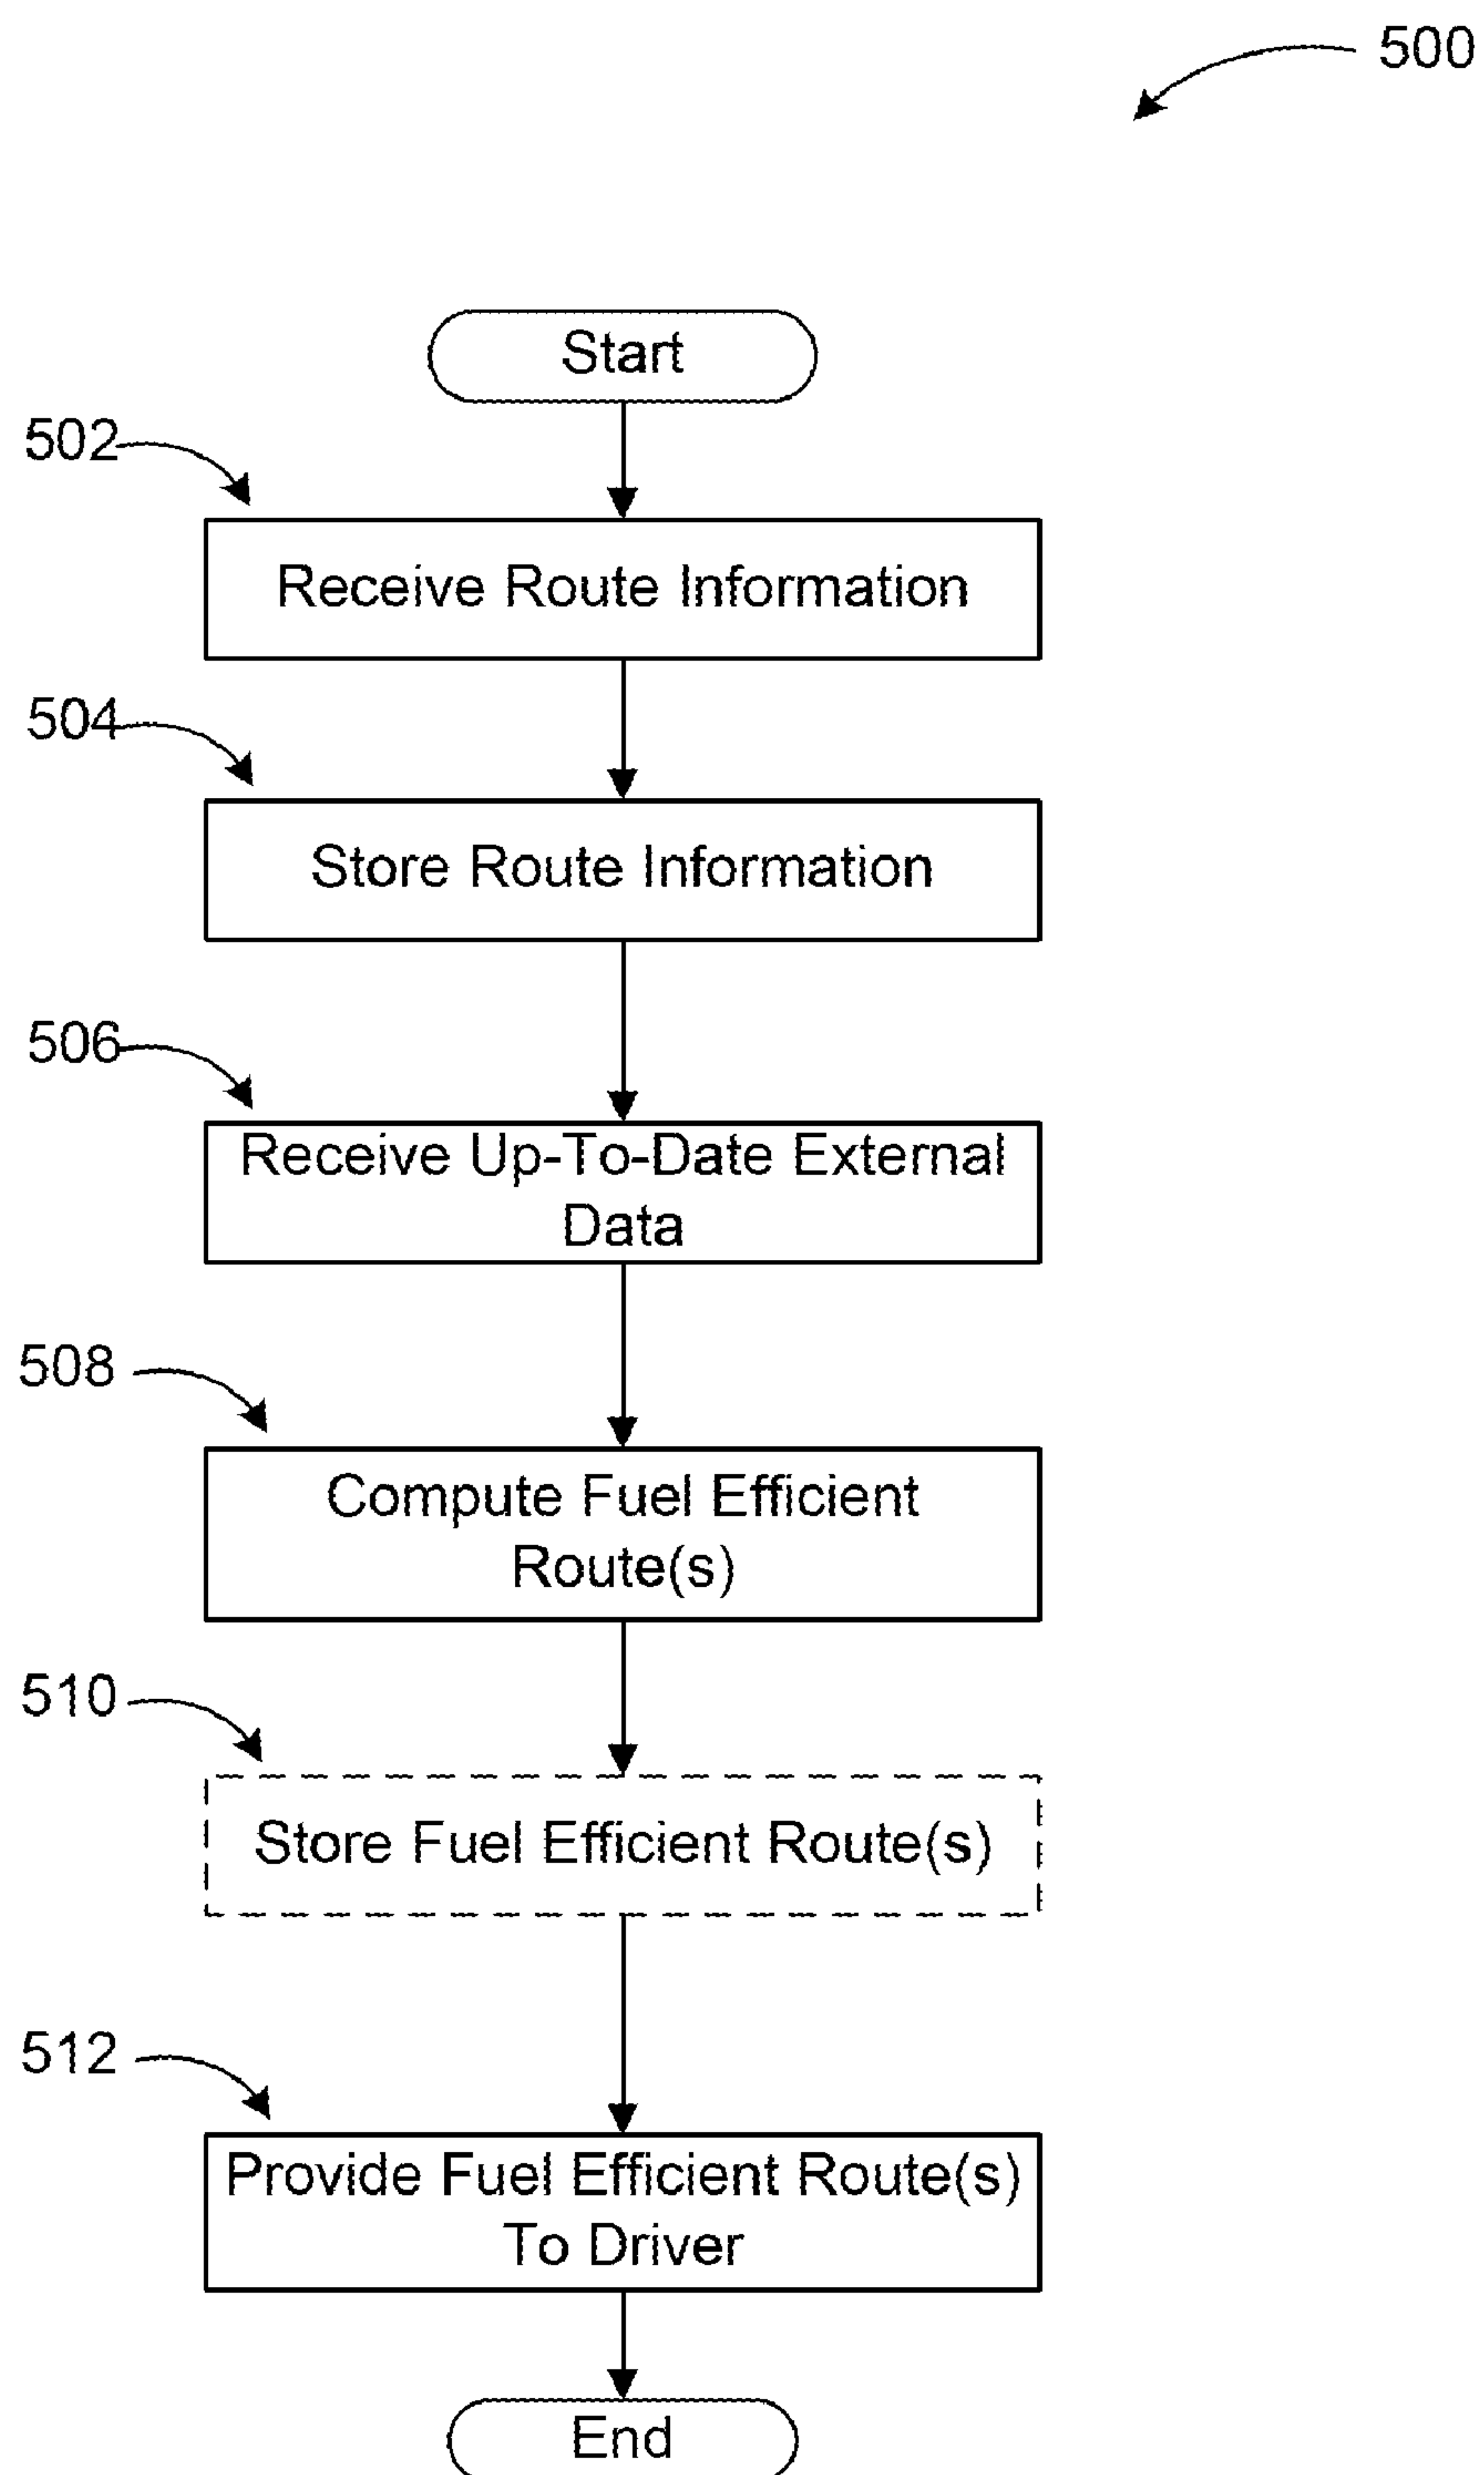 500
Start
502
Receive Route Information
504
Store Route Information
506
Receive Up-To-Date External
Data
508
Compute Fuel Efficient
Route(s)
510
Store Fuel Efficient Route(s)
512
Provide Fuel Efficient Route(s)
To Driver
End